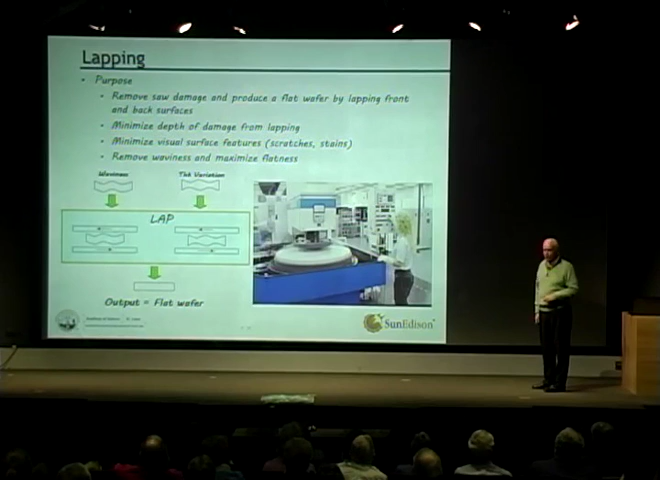 Lapping
• Purpose
• Remove saw damage and produce a flat wafer by lapping front
and back surfaces
• Minimize depth of damage from lapping
• Minimize visual surface features (scratches, stains)
• Remove waviness and maximize flatness
Waviness
Thk Variation
LAP
Output = Flat wafer
SunEdison